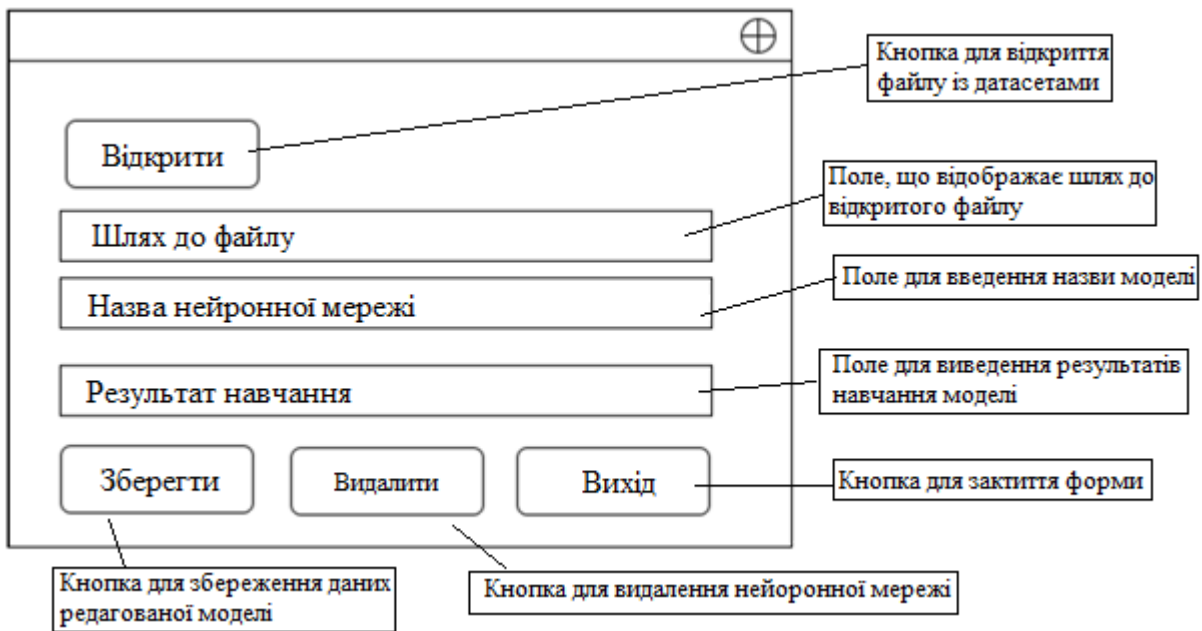 Кнопка для відкриття
файлу із датасетами
Відкрити
Поле, що відображає шлях до
відкритого файлу
Шлях до файлу
Поле для введення назви моделі
Назва нейронної мережі
Поле для виведення результатів
навчання моделі
Результат навчання
Зберегти
Видалити
Вихід
Кнопка для зактиття форми
Кнопка для збереження даних
редагованої моделі
Кнопка для видалення нейоронної мережі